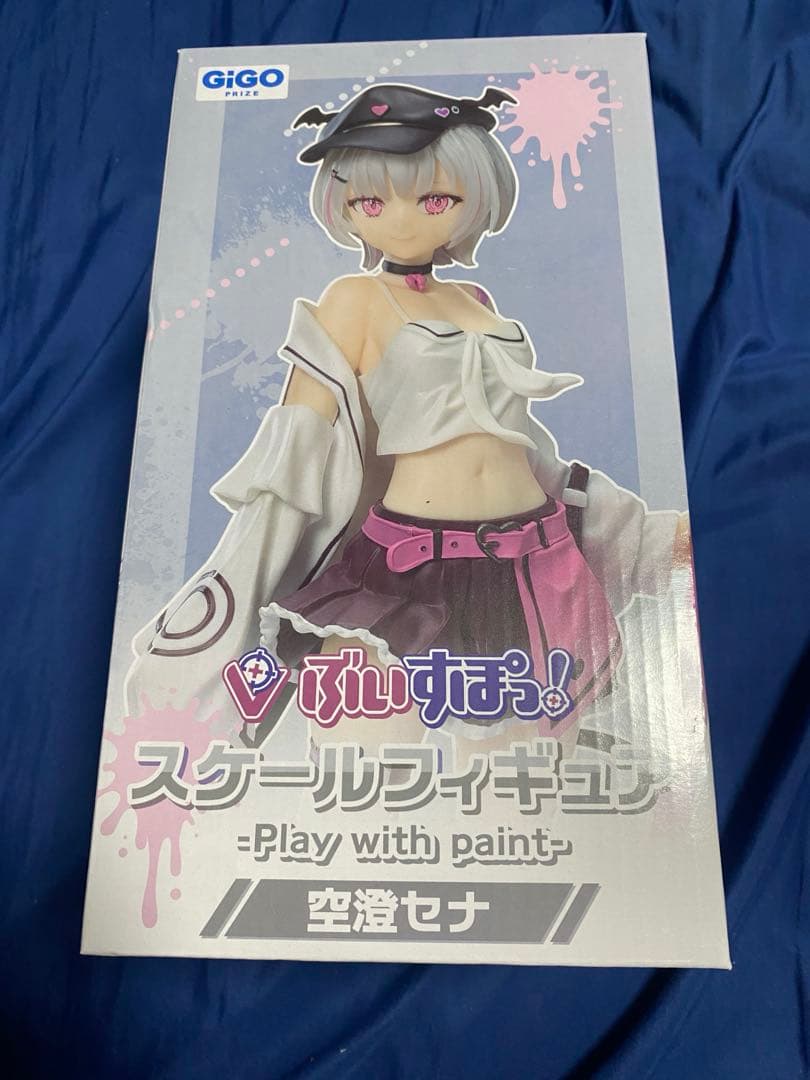 GiGO
PRIZE
ぶいすぽっ!
スケールフィギュア
-Play with paint-
空澄セナ